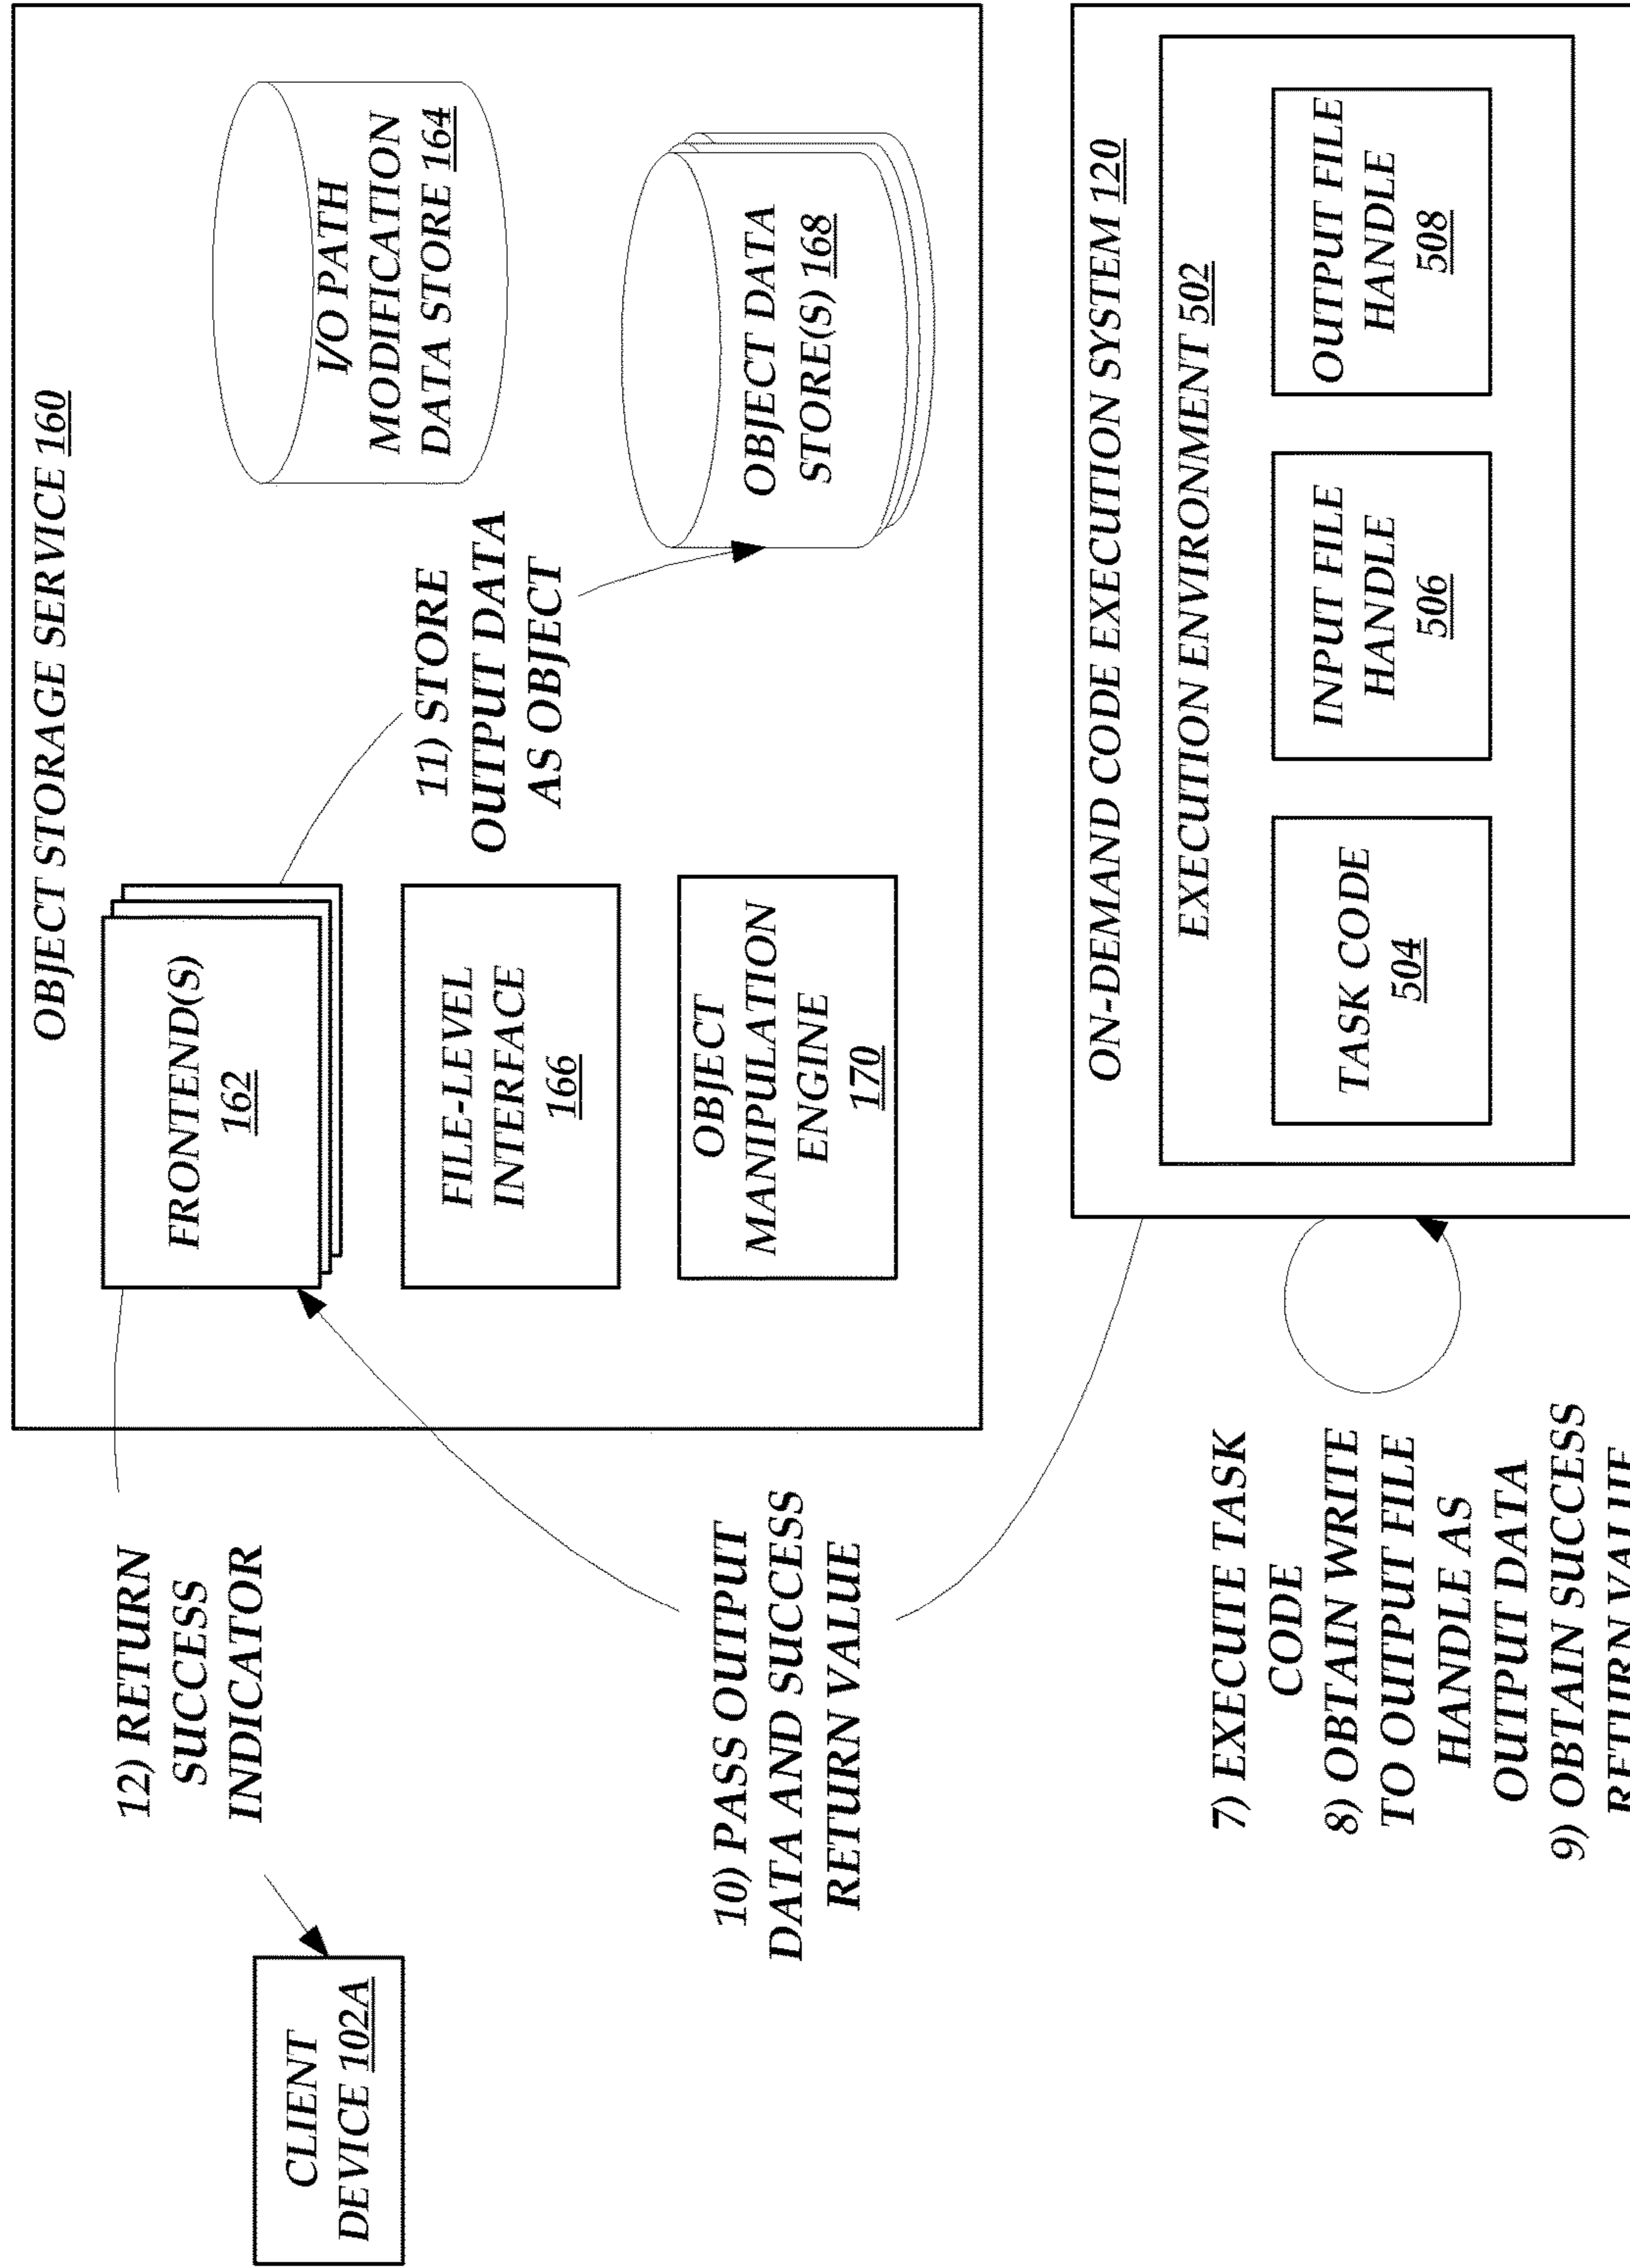 OBJECT STORAGE SERVICE 160
FRONTEND(S)
162
FILE-LEVEL
INTERFACE
166
OBJECT
MANIPULATION
ENGINE
170
I/O PATH
MODIFICATION
DATA STORE 164
OBJECT DATA
STORE(S) 168
11) STORE
OUTPUT DATA
AS OBJECT
12) RETURN
SUCCESS
INDICATOR
CLIENT
DEVICE 102A
10) PASS OUTPUT
DATA AND SUCCESS
RETURN VALUE
ON-DEMAND CODE EXECUTION SYSTEM 120
EXECUTION ENVIRONMENT 502
TASK CODE
504
INPUT FILE
HANDLE
506
OUTPUT FILE
HANDLE
508
7) EXECUTE TASK
CODE
8) OBTAIN WRITE
TO OUTPUT FILE
HANDLE AS
OUTPUT DATA
9) OBTAIN SUCCESS
RETURN VALUE